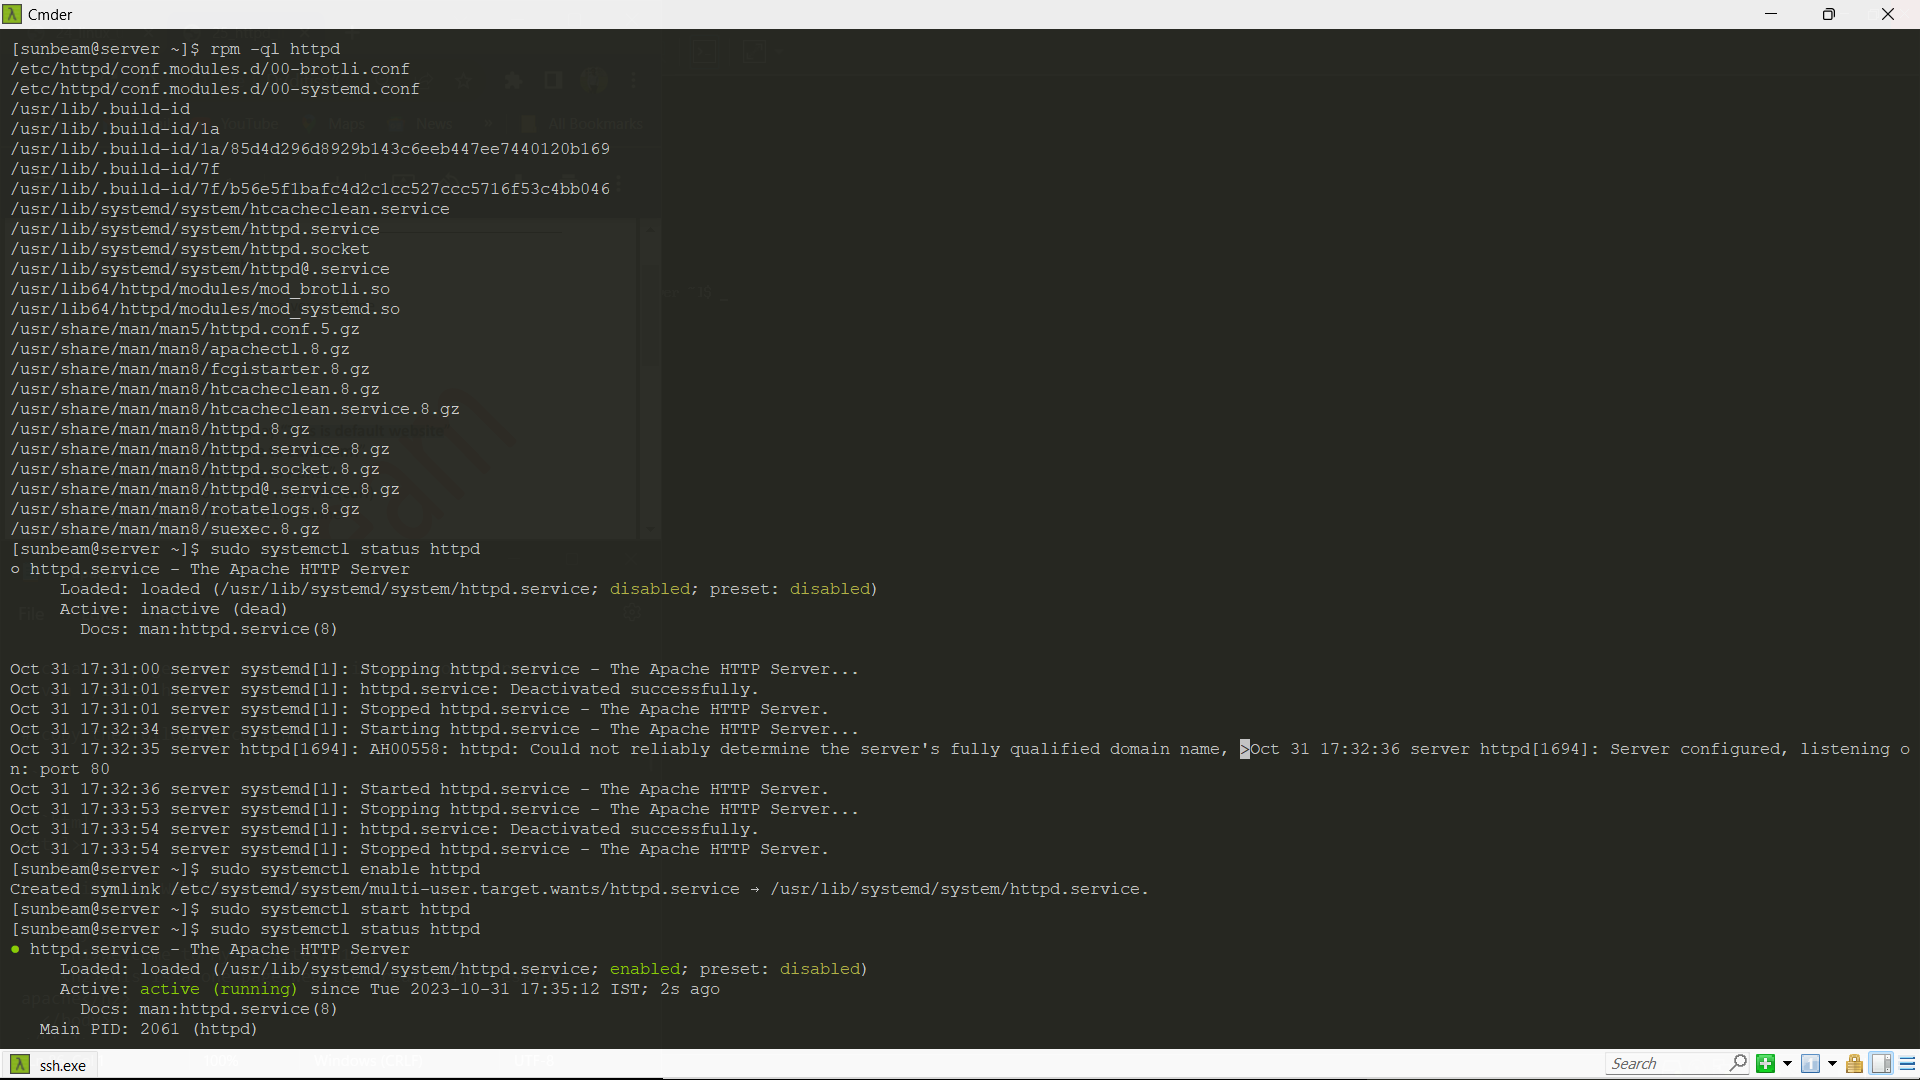 Cmder
[sunbeam@server ~]$ rpm -ql httpd
/etc/httpd/conf.modules.d/00-brotli.conf
/etc/httpd/conf.modules.d/00-systemd.conf
/usr/lib/.build-id
/usr/lib/.build-id/1a
/usr/lib/.build-id/1a/85d4d296d8929b143c6eeb447ee7440120b169
/usr/lib/.build-id/7f
/usr/lib/.build-id/7f/b56e5f1bafc4d2c1cc527ccc5716f53c4bb046
/usr/lib/systemd/system/htcacheclean.service
/usr/lib/systemd/system/httpd.service
/usr/lib/systemd/system/httpd.socket
/usr/lib/systemd/system/httpd@.service
/usr/lib64/httpd/modules/mod_brotli.so
/usr/lib64/httpd/modules/mod_systemd.so
/usr/share/man/man5/httpd.conf.5.gz
/usr/share/man/man8/apachectl.8.gz
/usr/share/man/man8/fcgistarter.8.gz
/usr/share/man/man8/htcacheclean.8.gz
/usr/share/man/man8/htcacheclean.service.8.gz
/usr/share/man/man8/httpd.8.gz
/usr/share/man/man8/httpd.service.8.gz
/usr/share/man/man8/httpd.socket.8.gz
/usr/share/man/man8/httpd@.service.8.gz
/usr/share/man/man8/rotatelogs.8.gz
/usr/share/man/man8/suexec.8.gz
[sunbeam@server ~]$ sudo systemctl status httpd
○ httpd.service - The Apache HTTP Server
Loaded: loaded (/usr/lib/systemd/system/httpd.service; disabled; preset: disabled)
Active: inactive (dead)
Docs: man:httpd.service(8)
Oct 31 17:31:00 server systemd[1]: Stopping httpd.service - The Apache HTTP Server...
Oct 31 17:31:01 server systemd[1]: httpd.service: Deactivated successfully.
Oct 31 17:31:01 server systemd[1]: Stopped httpd.service - The Apache HTTP Server.
Oct 31 17:32:34 server systemd[1]: Starting httpd.service - The Apache HTTP Server...
Oct 31 17:32:35 server httpd[1694]: AH00558: httpd: Could not reliably determine the server's fully qualified domain name, >Oct 31 17:32:36 server httpd[1694]: Server configured, listening o
n: port 80
Oct 31 17:32:36 server systemd[1]: Started httpd.service - The Apache HTTP Server.
Oct 31 17:33:53 server systemd[1]: Stopping httpd.service - The Apache HTTP Server...
Oct 31 17:33:54 server systemd[1]: httpd.service: Deactivated successfully.
Oct 31 17:33:54 server systemd[1]: Stopped httpd.service - The Apache HTTP Server.
[sunbeam@server ~]$ sudo systemctl enable httpd
Created symlink /etc/systemd/system/multi-user.target.wants/httpd.service → /usr/lib/systemd/system/httpd.service.
[sunbeam@server ~]$ sudo systemctl start httpd
[sunbeam@server ~]$ sudo systemctl status httpd
● httpd.service - The Apache HTTP Server
Loaded: loaded (/usr/lib/systemd/system/httpd.service; enabled; preset: disabled)
Active: active (running) since Tue 2023-10-31 17:35:12 IST; 2s ago
Docs: man:httpd.service(8)
Main PID: 2061 (httpd)
ssh.exe
Search